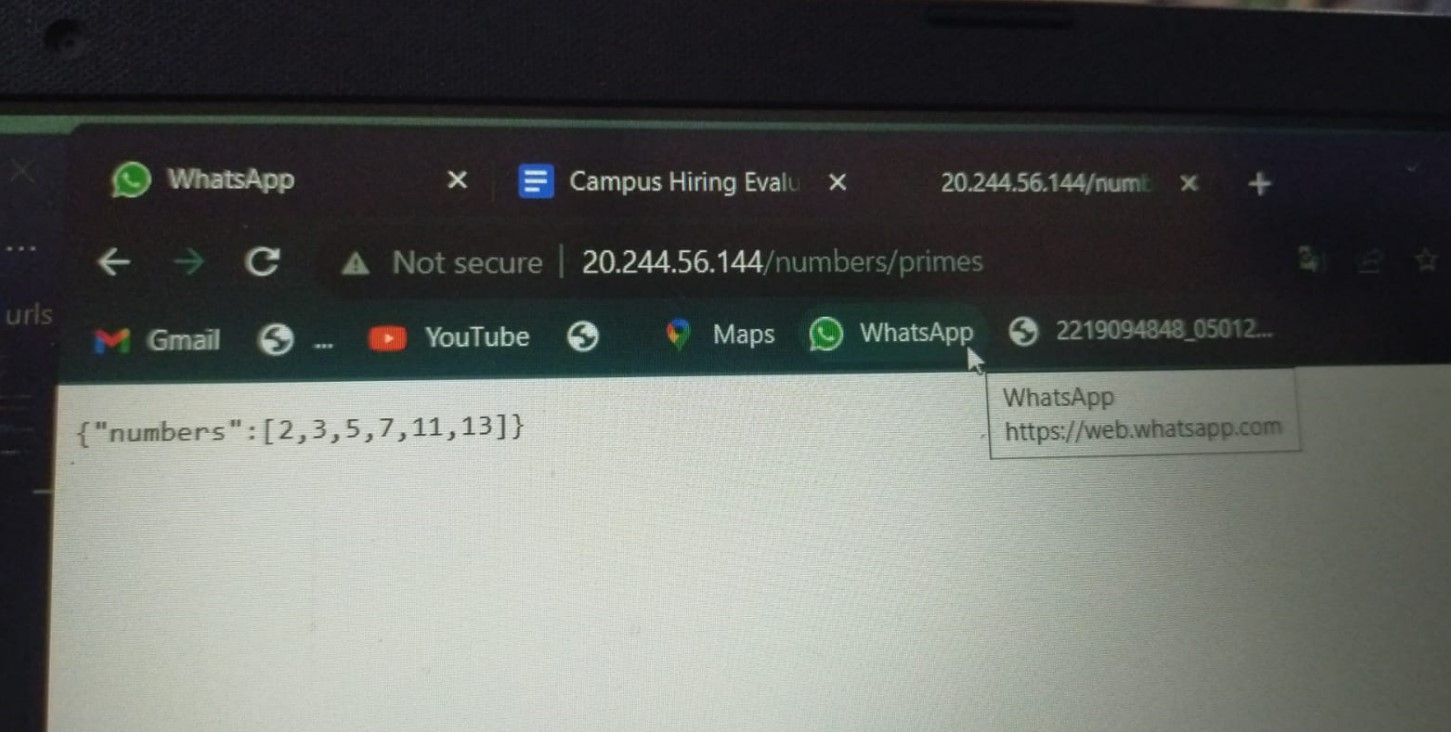 WhatsApp
Campus Hiring Evalu
20.244.56.144/numb
...
Not secure | 20.244.56.144/numbers/primes
urls
Gmail
...
YouTube
Maps
WhatsApp
2219094848_05012...
WhatsApp
https://web.whatsapp.com
{"numbers":[2,3,5,7,11,13]}